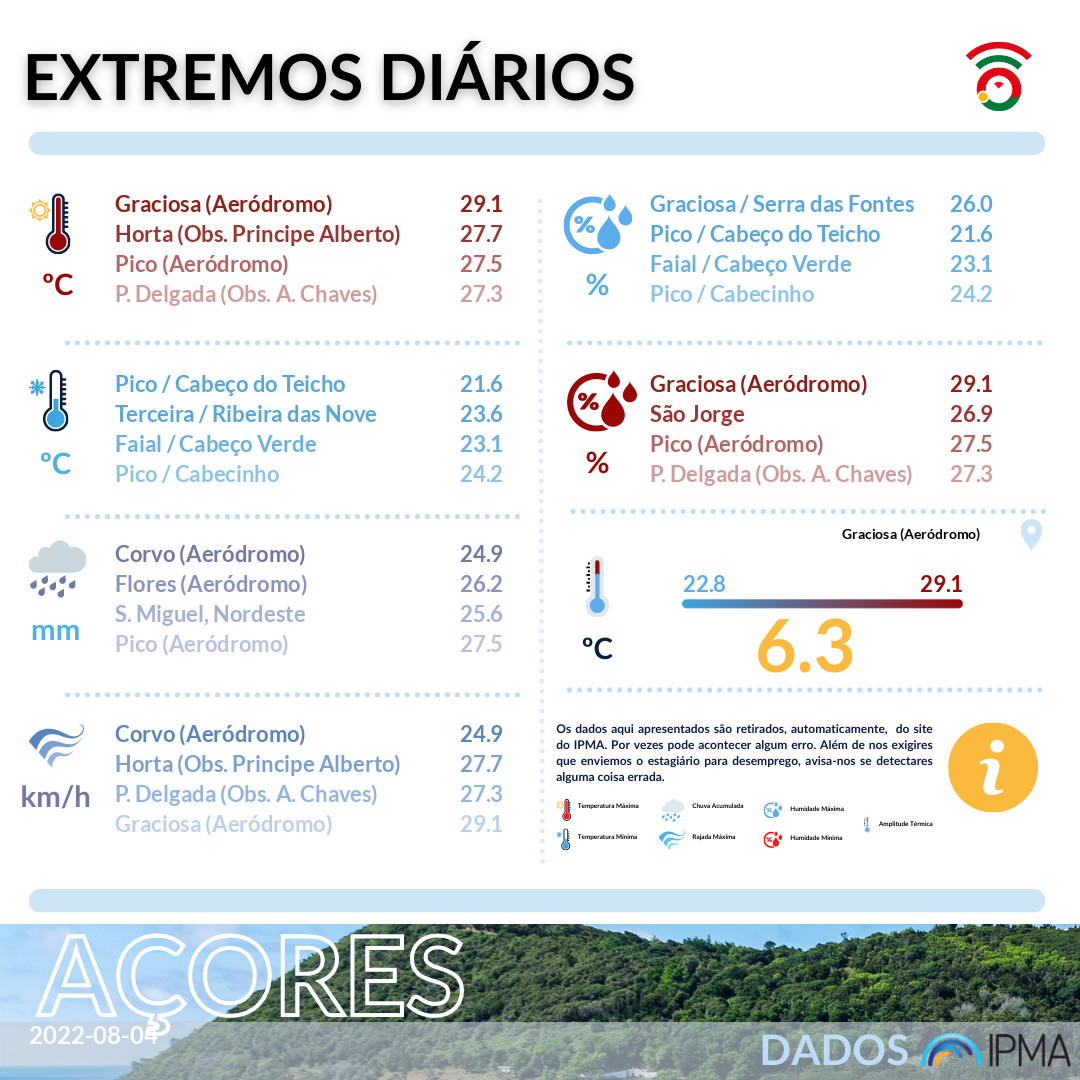 EXTREMOS DIÁRIOS
ºC
Graciosa (Aeródromo) 29.1
Horta (Obs. Principe Alberto) 27.7
Pico (Aeródromo) 27.5
P. Delgada (Obs. A. Chaves) 27.3
ºC
Pico / Cabeço do Teicho 21.6
Terceira / Ribeira das Nove 23.6
Faial / Cabeço Verde 23.1
Pico / Cabecinho 24.2
mm
Corvo (Aeródromo) 24.9
Flores (Aeródromo) 26.2
S. Miguel, Nordeste 25.6
Pico (Aeródromo) 27.5
km/h
Corvo (Aeródromo) 24.9
Horta (Obs. Principe Alberto) 27.7
P. Delgada (Obs. A. Chaves) 27.3
Graciosa (Aeródromo) 29.1
%
%
Graciosa / Serra das Fontes 26.0
Pico / Cabeço do Teicho 21.6
Faial / Cabeço Verde 23.1
Pico / Cabecinho 24.2
%
%
Graciosa (Aeródromo) 29.1
São Jorge 26.9
Pico (Aeródromo) 27.5
P. Delgada (Obs. A. Chaves) 27.3
Graciosa (Aeródromo)
ºC
22.8 29.1
6.3
Os dados aqui apresentados são retirados, automaticamente, do site
do IPMA. Por vezes pode acontecer algum erro. Além de nos exigires
que enviemos o estagiário para desemprego, avisa-nos se detectares
alguma coisa errada.
i
Temperatura Máxima Chuva Acumulada Humidade Máxima
Amplitude Térmica
Temperatura Mínima Rajada Máxima Humidade Mínima
AÇORES
2022-08-04
DADOS IPMA